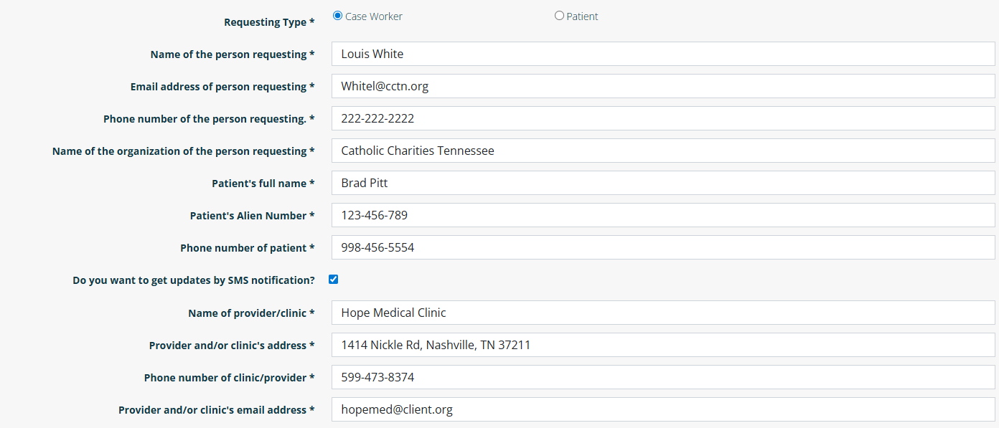 Requesting Type * Case Worker Patient
Name of the person requesting * Louis White
Email address of person requesting * Whitel@cctn.org
Phone number of the person requesting. * 222-222-2222
Name of the organization of the person requesting * Catholic Charities Tennessee
Patient's full name * Brad Pitt
Patient's Alien Number * 123-456-789
Phone number of patient * 998-456-5554
Do you want to get updates by SMS notification?
Name of provider/clinic * Hope Medical Clinic
Provider and/or clinic's address * 1414 Nickle Rd, Nashville, TN 37211
Phone number of clinic/provider * 599-473-8374
Provider and/or clinic's email address * hopemed@client.org